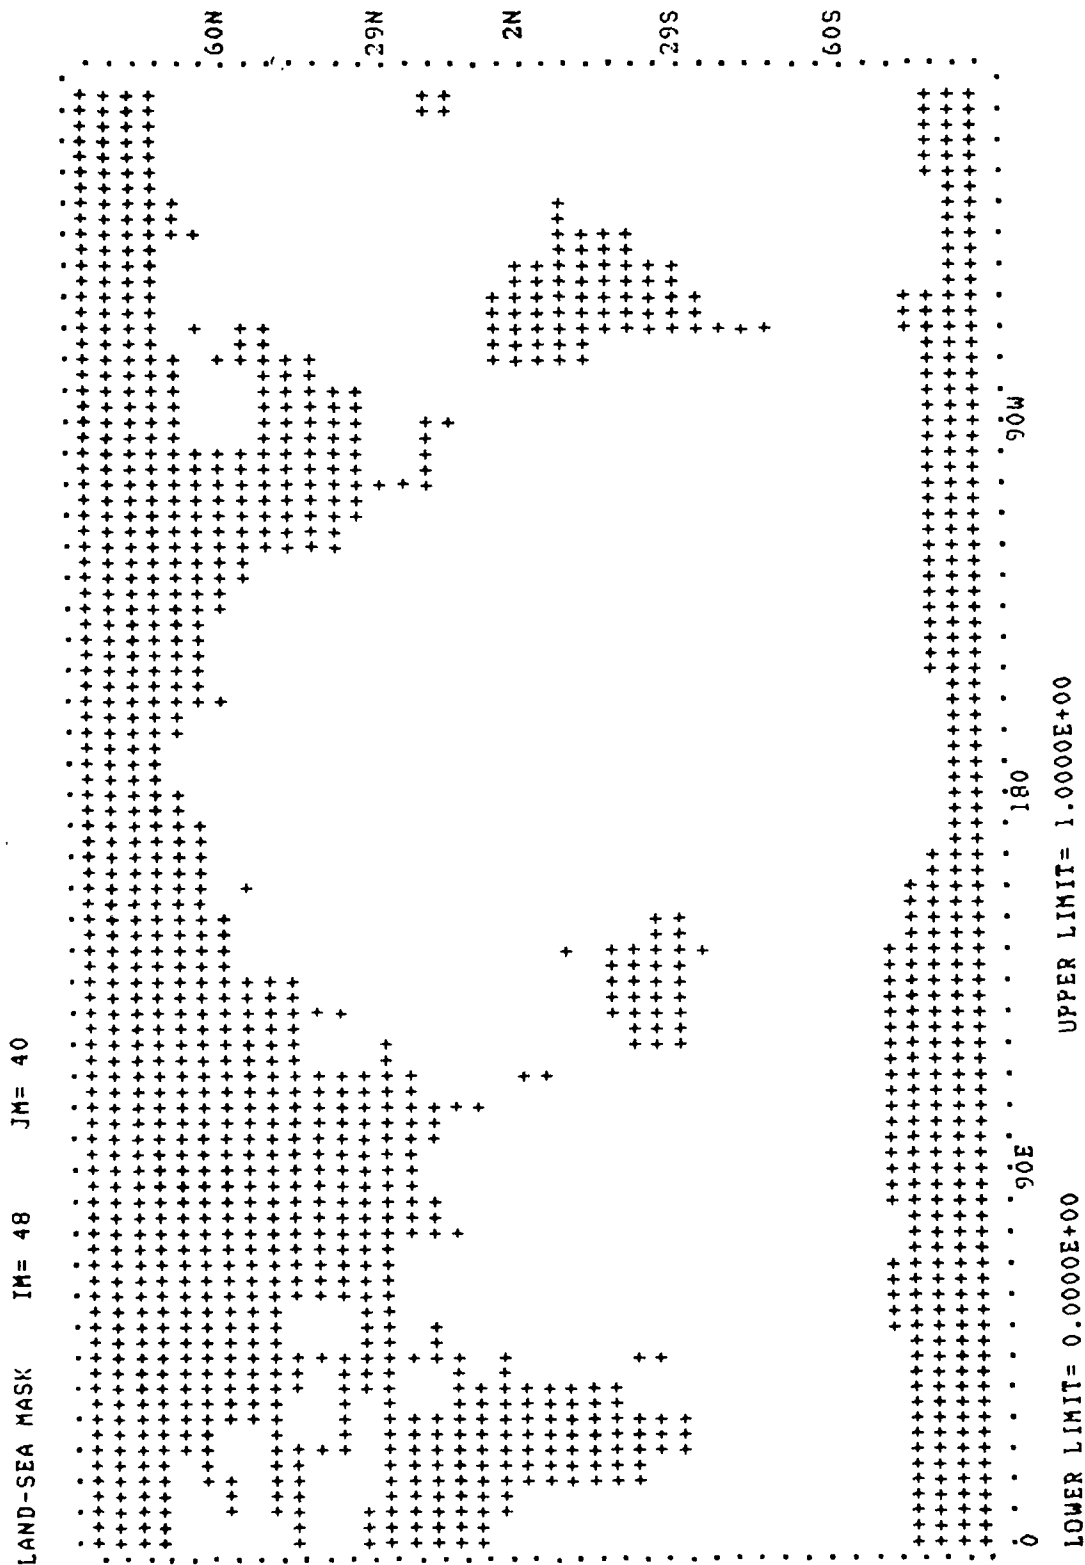 LAND-SEA MASK IM= 48 JM= 40
60N
29N
2N
29S
60S
0 90E 180 90W
LOWER LIMIT= 0.0000E+00 UPPER LIMIT= 1.0000E+00